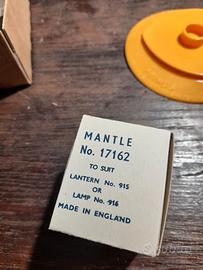 MANTLE
No. 17162
TO SUIT
LANTERN No. 915
OR
LAMP No. 916
MADE IN ENGLAND